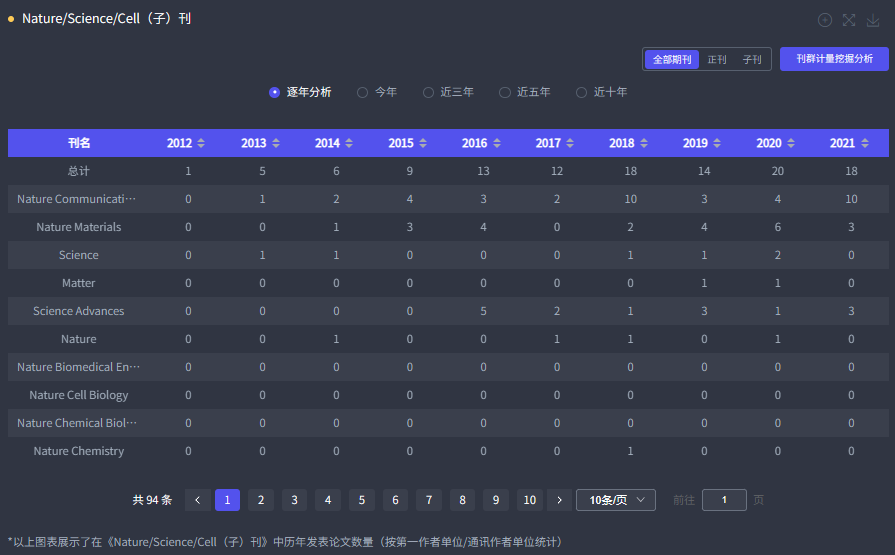 Nature/Science/Cell（子）刊
全部期刊 正刊 子刊 刊群计量挖掘分析
逐年分析 今年 近三年 近五年 近十年
刊名 2012 2013 2014 2015 2016 2017 2018 2019 2020 2021
总计 1 5 6 9 13 12 18 14 20 18
Nature Communicati··· 0 1 2 4 3 2 10 3 4 10
Nature Materials 0 0 1 3 4 0 2 4 6 3
Science 0 1 1 0 0 0 1 1 2 0
Matter 0 0 0 0 0 0 0 1 1 0
Science Advances 0 0 0 0 5 2 1 3 1 3
Nature 0 0 1 0 0 1 1 0 1 0
Nature Biomedical En··· 0 0 0 0 0 0 0 0 0 0
Nature Cell Biology 0 0 0 0 0 0 0 0 0 0
Nature Chemical Biol··· 0 0 0 0 0 0 0 0 0 0
Nature Chemistry 0 0 0 0 0 0 1 0 0 0
共 94 条 1 2 3 4 5 6 7 8 9 10 10条/页 前往 1 页
*以上图表展示了在《Nature/Science/Cell（子）刊》中历年发表论文数量（按第一作者单位/通讯作者单位统计）